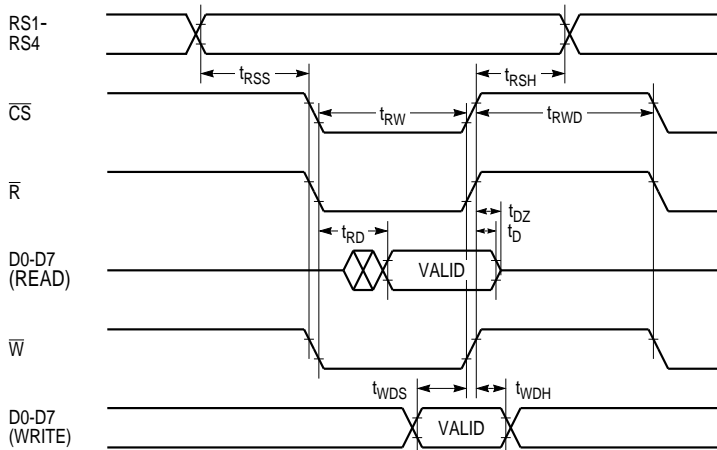 RS1-
RS4
tRSS
tRSH
CS
tRW
tRWD
R
tDZ
tD
tRD
D0-D7
(READ)
VALID
W
tWDS
tWDH
D0-D7
(WRITE)
VALID